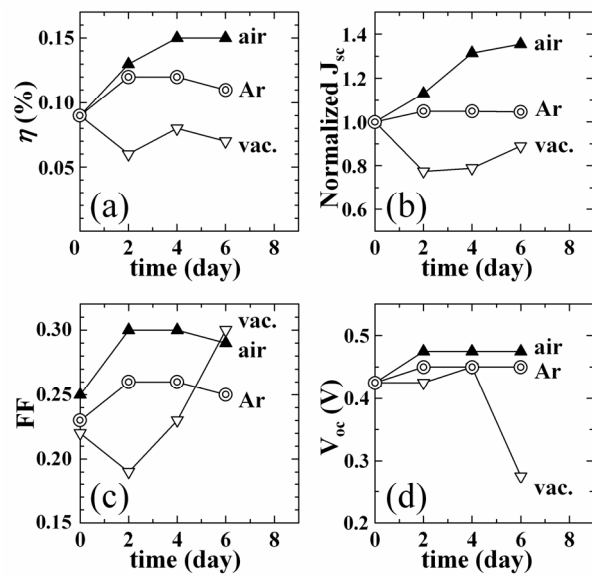 0.15
0.10
0.05
η (%)
air
Ar
vac.
(a)
0 2 4 6 8
time (day)
1.4
1.2
1.0
0.8
0.6
Normalized Jsc
air
Ar
vac.
(b)
0 2 4 6 8
time (day)
0.30
0.25
0.20
0.15
FF
vac.
air
Ar
(c)
0 2 4 6 8
time (day)
0.5
0.4
0.3
0.2
Voc (V)
air
Ar
vac.
(d)
0 2 4 6 8
time (day)